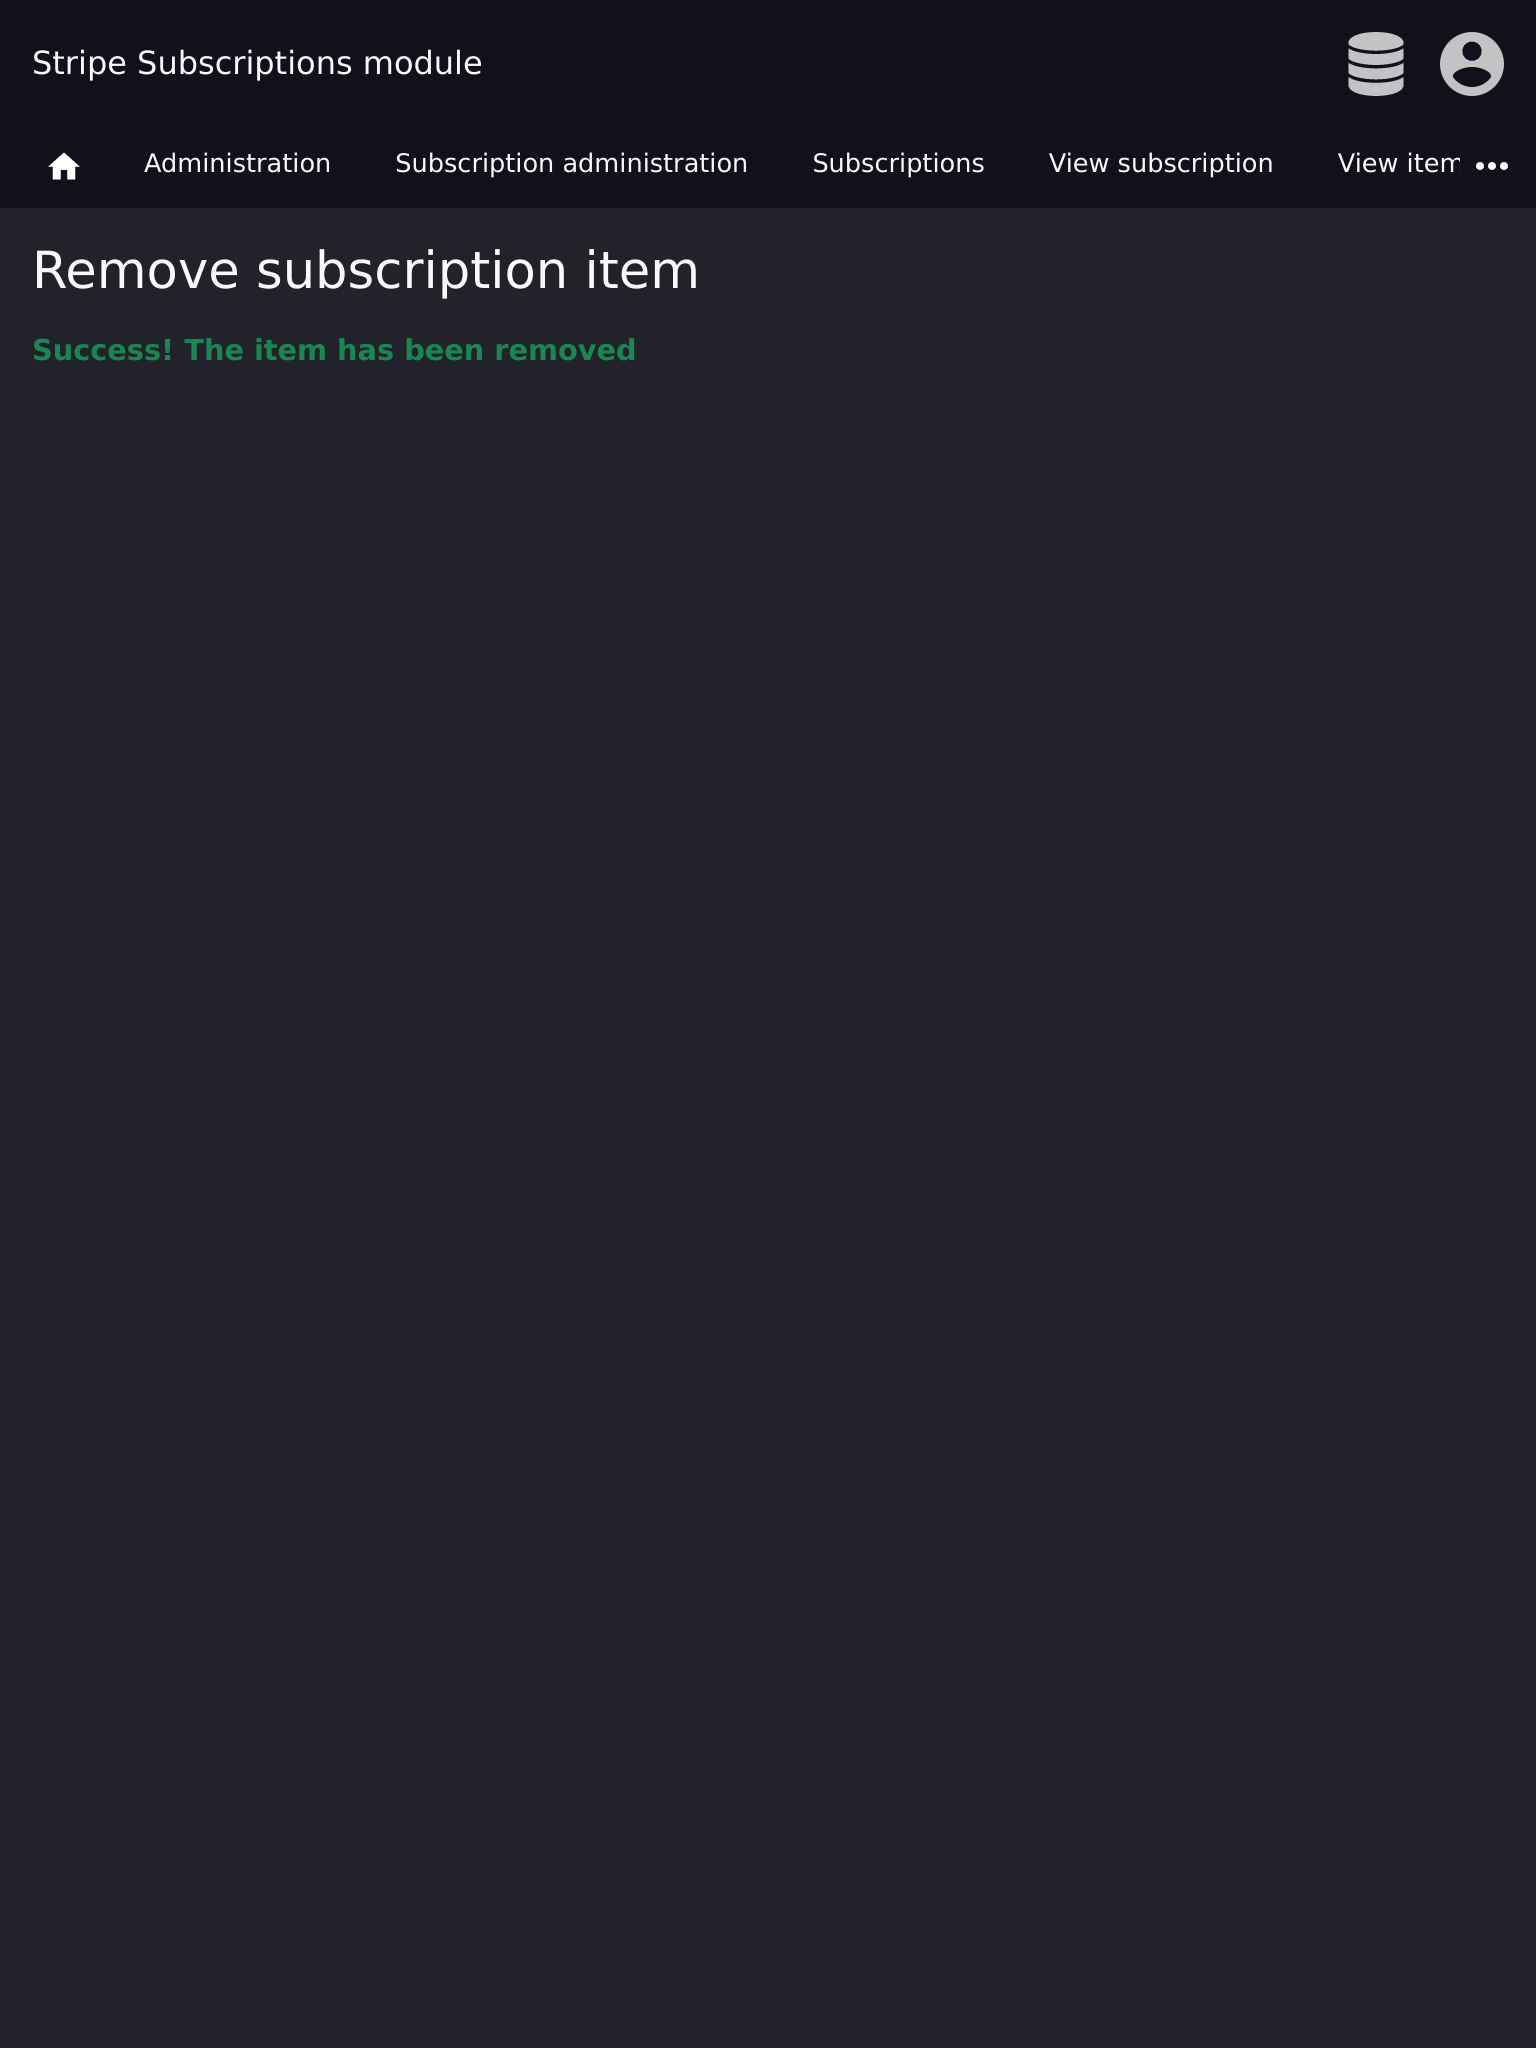 Stripe Subscriptions module
Administration Subscription administration Subscriptions View subscription View item
Remove subscription item
Success! The item has been removed